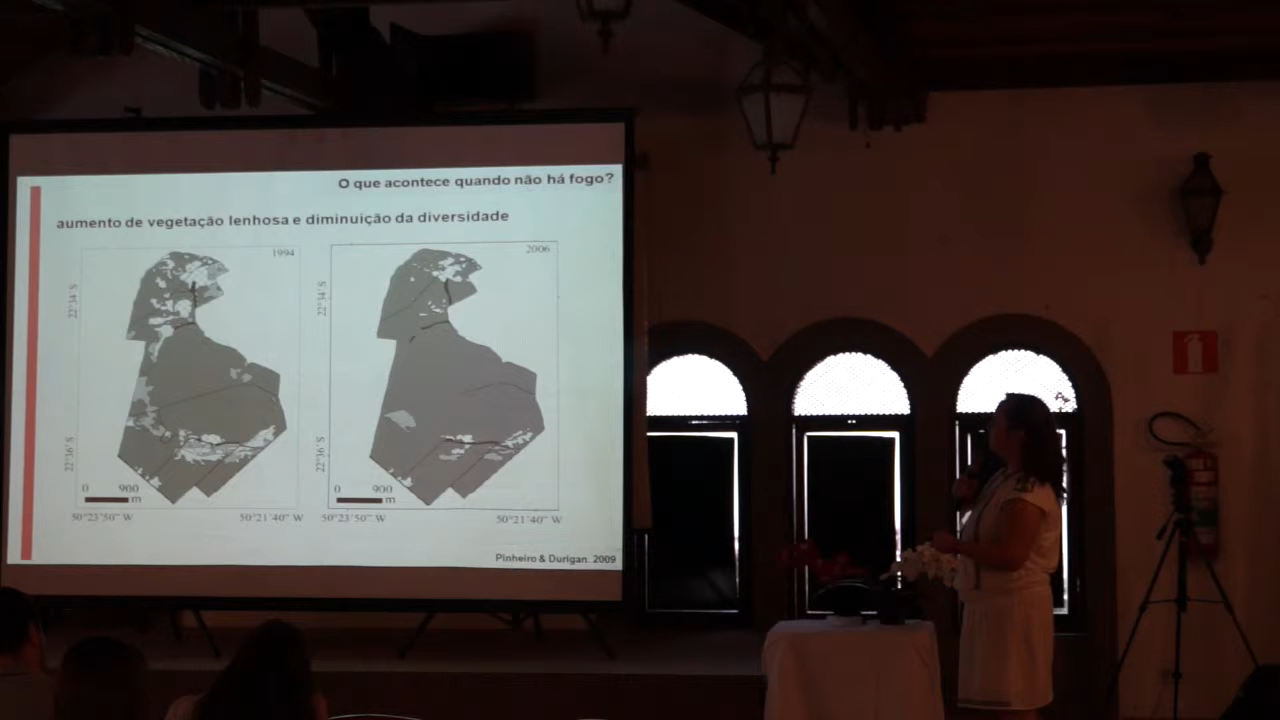 O que acontece quando não há fogo?
aumento de vegetação lenhosa e diminuição da diversidade
1994
2006
22°34' S
22°34' S
22°36' S
22°36' S
0 900 m
0 900 m
50°23'50" W 50°21'40" W
50°23'50" W 50°21'40" W
Pinheiro & Durigan. 2009